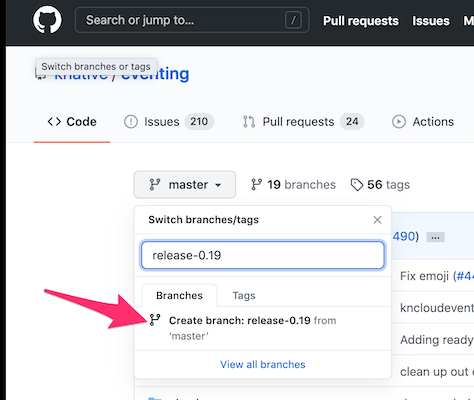 Search or jump to...
/
Pull requests
Issues
M
Switch branches or tags
knative / eventing
Code
Issues 210
Pull requests 24
Actions
master
19 branches
56 tags
Switch branches/tags
490)
...
release-0.19
Branches
Tags
Fix emoji (#44
Create branch: release-0.19 from
'master'
kncloudevent
Adding ready
View all branches
clean up out o